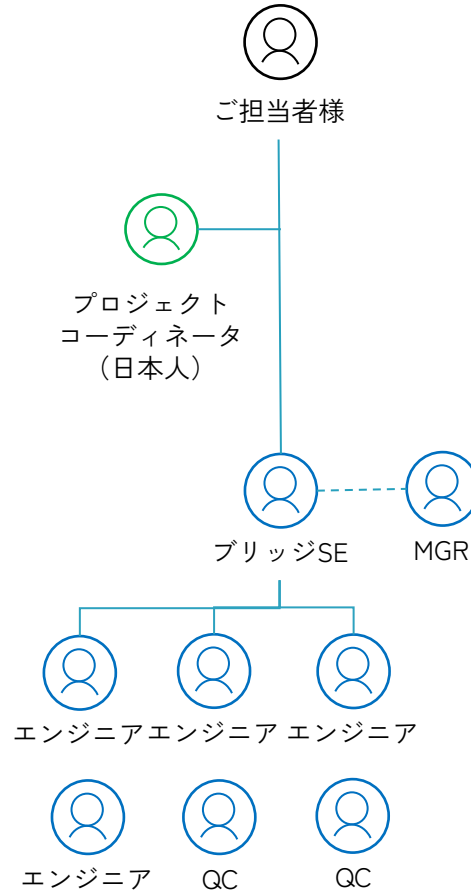 ご担当者様
プロジェクト
コーディネータ
（日本人）
ブリッジSE
MGR
エンジニア
エンジニア
エンジニア
エンジニア
QC
QC